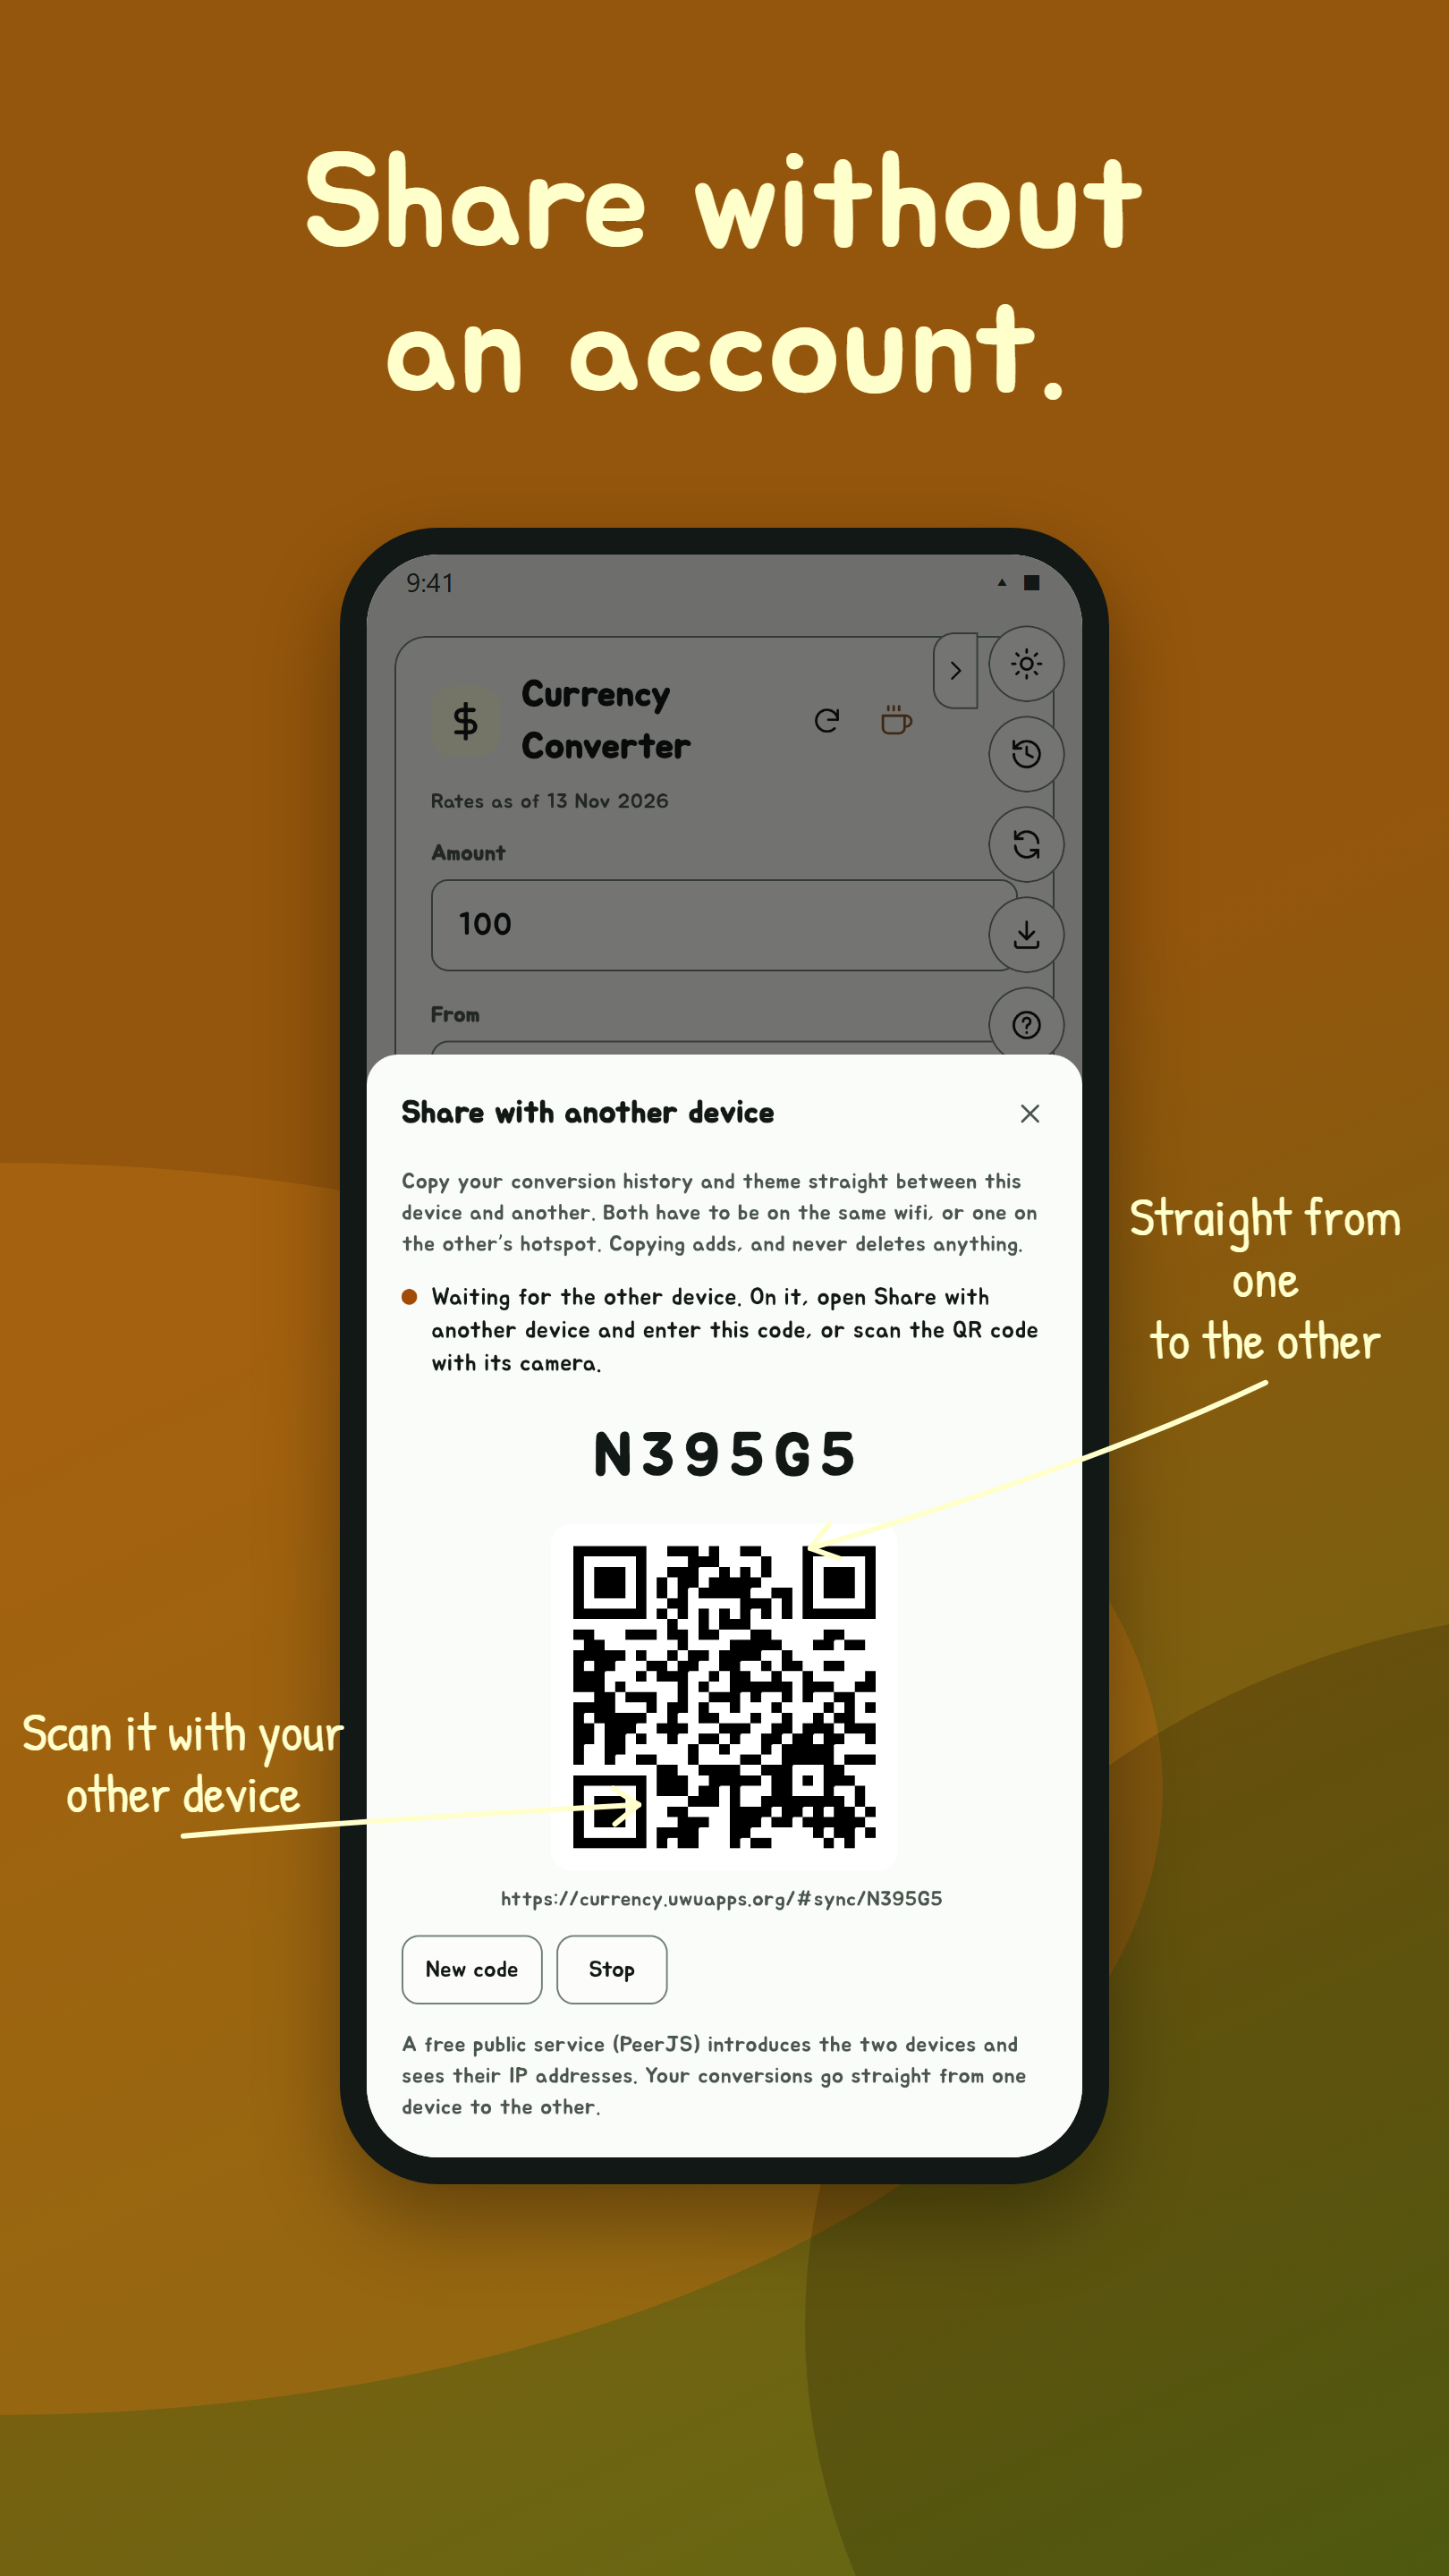 Share without
an account.
9:41
Currency
Converter
Rates as of 13 Nov 2026
Amount
100
From
Share with another device
Copy your conversion history and theme straight between this
device and another. Both have to be on the same wifi, or one on
the other's hotspot. Copying adds, and never deletes anything.
Waiting for the other device. On it, open Share with
another device and enter this code, or scan the QR code
with its camera.
N395G5
Straight from
one
to the other
Scan it with your
other device
https://currency.uwuapps.org/#sync/N395G5
New code
Stop
A free public service (PeerJS) introduces the two devices and
sees their IP addresses. Your conversions go straight from one
device to the other.